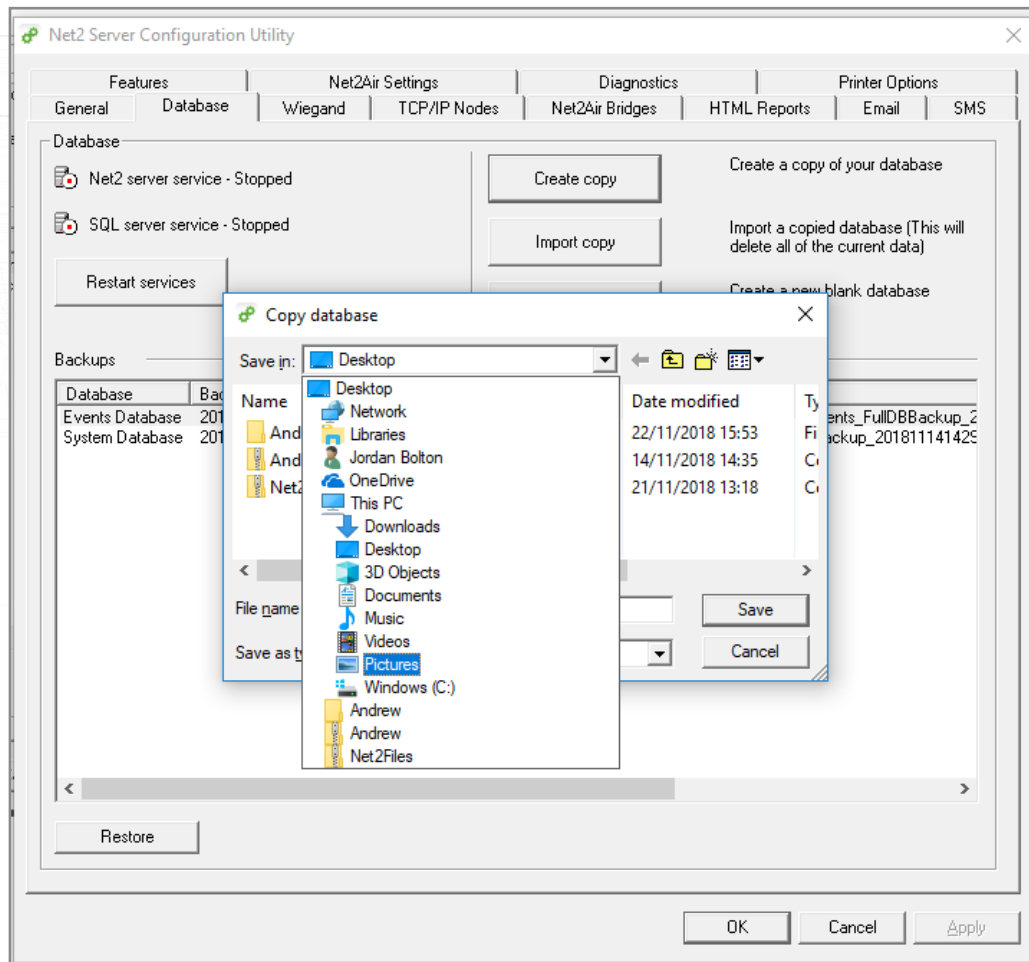 Net2 Server Configuration Utility
Features Net2Air Settings Diagnostics Printer Options
General Database Wiegand TCP/IP Nodes Net2Air Bridges HTML Reports Email SMS
Database
Net2 server service - Stopped
SQL server service - Stopped
Restart services
Create copy
Create a copy of your database
Import copy
Import a copied database (This will
delete all of the current data)
Create a new blank database
Backups
Database
Events Database 201
System Database 201
ents_FullDBBackup_2
ackup_201811141429
Copy database
Save in: Desktop
Name Date modified
And 22/11/2018 15:53
And 14/11/2018 14:35
Net2 21/11/2018 13:18
Desktop
Network
Libraries
Jordan Bolton
OneDrive
This PC
Downloads
Desktop
3D Objects
Documents
Music
Videos
Pictures
Windows (C:)
Andrew
Andrew
Net2Files
File name
Save
Save as
Cancel
Restore
OK Cancel Apply